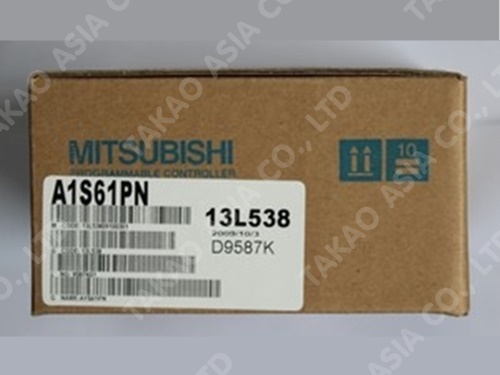 MITSUBISHI
PROGRAMMABLE CONTROLLER
10
A1S61PN
13L538
2009/10/3
D9587K
TAKAO ASIA CO., LTD